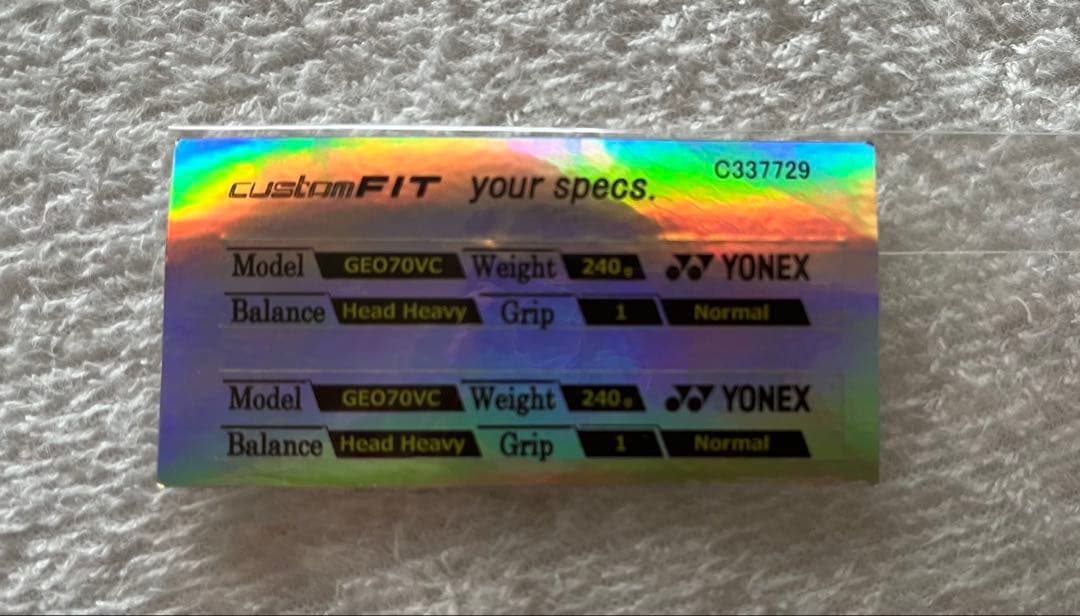 customFIT your specs. C337729
Model GEO70VC Weight 240g YONEX
Balance Head Heavy Grip 1 Normal
Model GEO70VC Weight 240g YONEX
Balance Head Heavy Grip 1 Normal